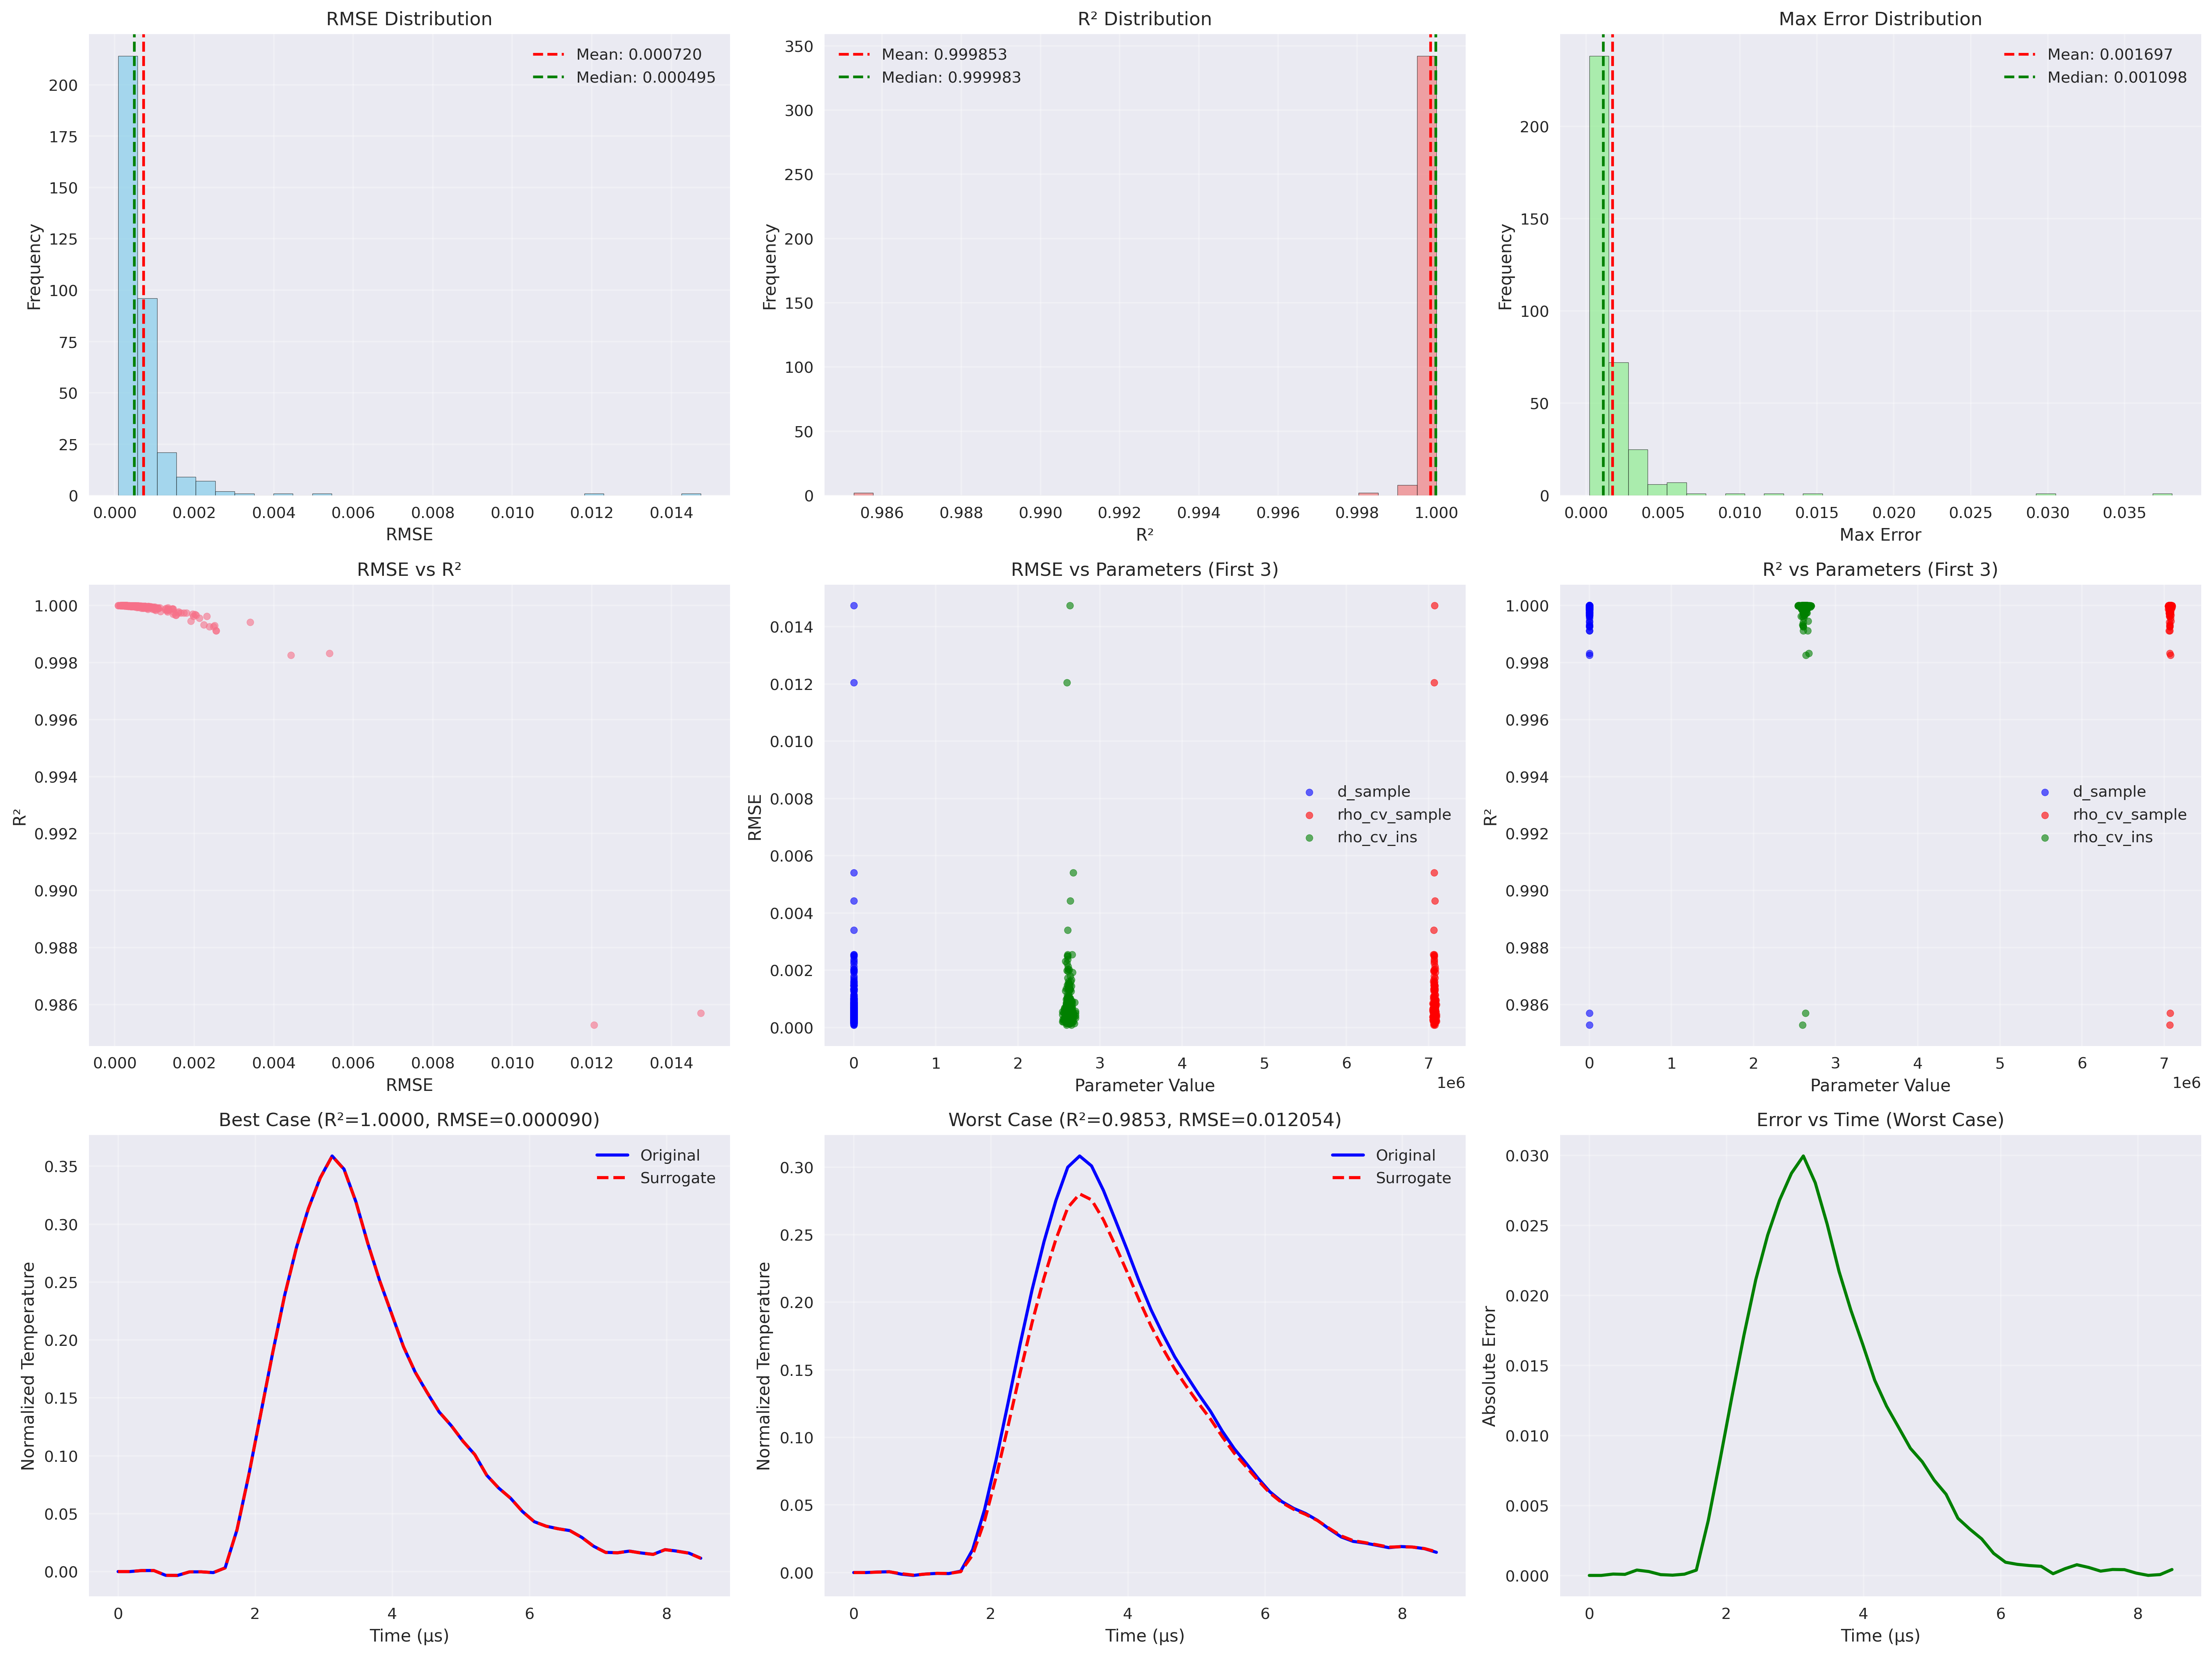 RMSE Distribution
Mean: 0.000720
Median: 0.000495
Frequency
200
175
150
125
100
75
50
25
0
0.000 0.002 0.004 0.006 0.008 0.010 0.012 0.014
RMSE
R² Distribution
Mean: 0.999853
Median: 0.999983
Frequency
350
300
250
200
150
100
50
0
0.986 0.988 0.990 0.992 0.994 0.996 0.998 1.000
R²
Max Error Distribution
Mean: 0.001697
Median: 0.001098
Frequency
200
150
100
50
0
0.000 0.005 0.010 0.015 0.020 0.025 0.030 0.035
Max Error
RMSE vs R²
R²
1.000
0.998
0.996
0.994
0.992
0.990
0.988
0.986
0.000 0.002 0.004 0.006 0.008 0.010 0.012 0.014
RMSE
RMSE vs Parameters (First 3)
RMSE
0.014
0.012
0.010
0.008
0.006
0.004
0.002
0.000
d_sample
rho_cv_sample
rho_cv_ins
0 1 2 3 4 5 6 7
1e6
Parameter Value
R² vs Parameters (First 3)
R²
1.000
0.998
0.996
0.994
0.992
0.990
0.988
0.986
d_sample
rho_cv_sample
rho_cv_ins
0 1 2 3 4 5 6 7
1e6
Parameter Value
Best Case (R²=1.0000, RMSE=0.000090)
Original
Surrogate
Normalized Temperature
0.35
0.30
0.25
0.20
0.15
0.10
0.05
0.00
0 2 4 6 8
Time (μs)
Worst Case (R²=0.9853, RMSE=0.012054)
Original
Surrogate
Normalized Temperature
0.30
0.25
0.20
0.15
0.10
0.05
0.00
0 2 4 6 8
Time (μs)
Error vs Time (Worst Case)
Absolute Error
0.030
0.025
0.020
0.015
0.010
0.005
0.000
0 2 4 6 8
Time (μs)